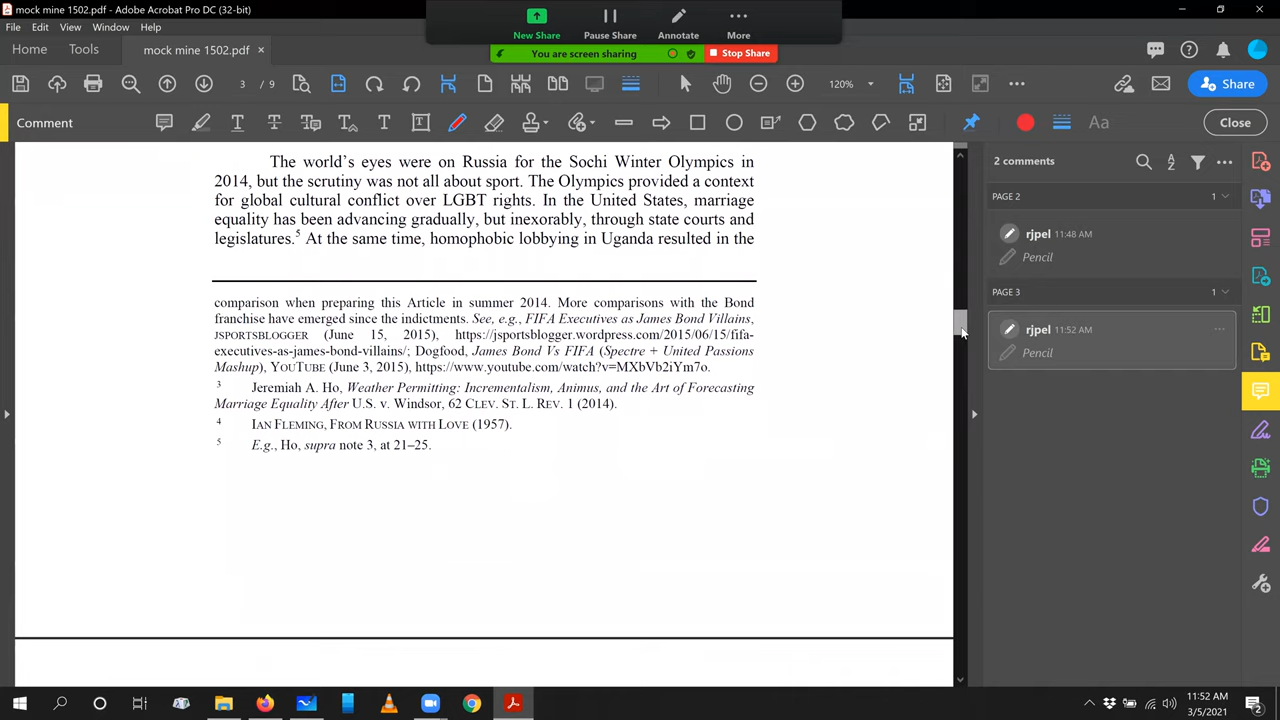 mock mine 1502.pdf - Adobe Acrobat Pro DC (32-bit)
File Edit View Window Help
New Share Pause Share Annotate More
You are screen sharing Stop Share
Home Tools mock mine 1502.pdf ×
3 / 9 120% Share
Comment Aa Close
The world's eyes were on Russia for the Sochi Winter Olympics in
2014, but the scrutiny was not all about sport. The Olympics provided a context
for global cultural conflict over LGBT rights. In the United States, marriage
equality has been advancing gradually, but inexorably, through state courts and
legislatures.5 At the same time, homophobic lobbying in Uganda resulted in the
comparison when preparing this Article in summer 2014. More comparisons with the Bond
franchise have emerged since the indictments. See, e.g., FIFA Executives as James Bond Villains,
JSPORTSBLOGGER (June 15, 2015), https://jsportsblogger.wordpress.com/2015/06/15/fifa-
executives-as-james-bond-villains/; Dogfood, James Bond Vs FIFA (Spectre + United Passions
Mashup), YOUTUBE (June 3, 2015), https://www.youtube.com/watch?v=MXbVb2iYm7o.
3 Jeremiah A. Ho, Weather Permitting: Incrementalism, Animus, and the Art of Forecasting
Marriage Equality After U.S. v. Windsor, 62 CLEV. ST. L. REV. 1 (2014).
4 IAN FLEMING, FROM RUSSIA WITH LOVE (1957).
5 E.g., Ho, supra note 3, at 21–25.
2 comments
PAGE 2 1
rjpel 11:48 AM
Pencil
PAGE 3 1
rjpel 11:52 AM
Pencil
11:52 AM
3/5/2021
2